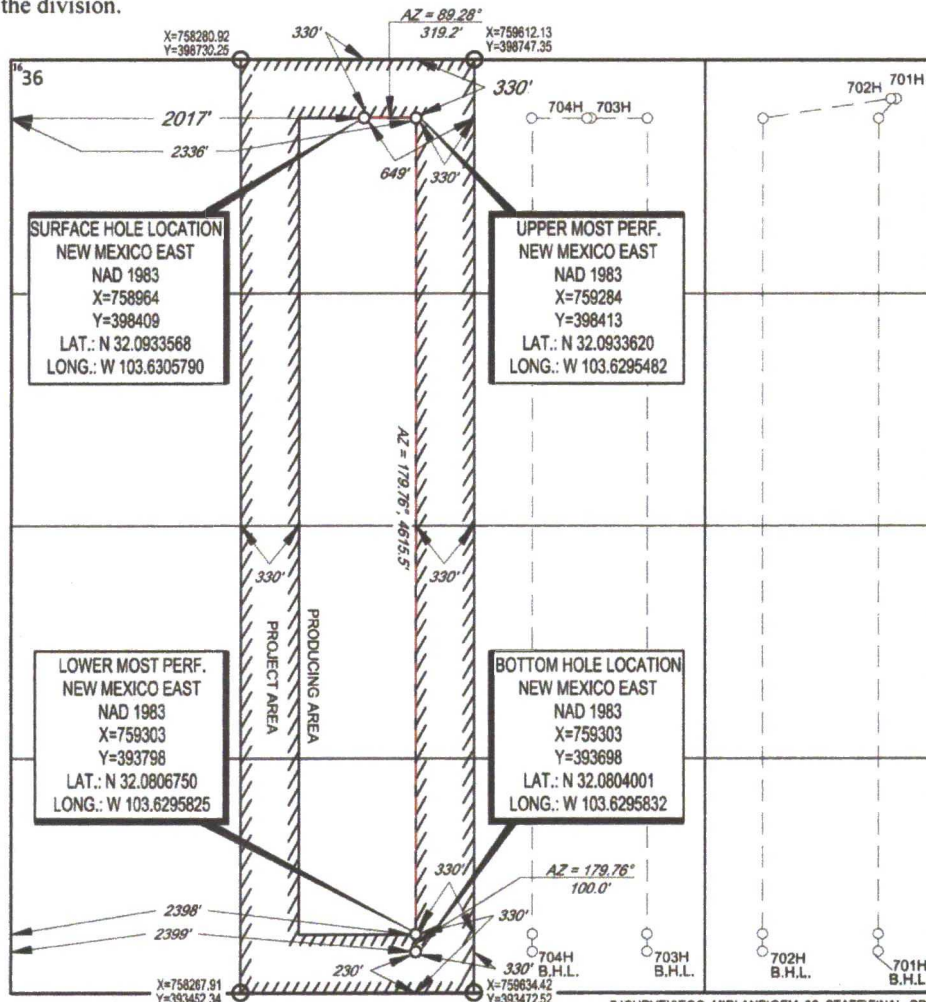 the division.
AZ = 89.28°
319.2'
X=758280.92
Y=398730.25
330'
X=759612.13
Y=398747.35
16
36
330'
2017'
2336'
649'
330'
704H
703H
702H
701H
SURFACE HOLE LOCATION
NEW MEXICO EAST
NAD 1983
X=758964
Y=398409
LAT.: N 32.0933568
LONG.: W 103.6305790
UPPER MOST PERF.
NEW MEXICO EAST
NAD 1983
X=759284
Y=398413
LAT.: N 32.0933620
LONG.: W 103.6295482
AZ = 179.76°, 4615.5'
330'
330'
PROJECT AREA
PRODUCING AREA
LOWER MOST PERF.
NEW MEXICO EAST
NAD 1983
X=759303
Y=393798
LAT.: N 32.0806750
LONG.: W 103.6295825
BOTTOM HOLE LOCATION
NEW MEXICO EAST
NAD 1983
X=759303
Y=393698
LAT.: N 32.0804001
LONG.: W 103.6295832
330'
AZ = 179.76°
100.0'
2398'
330'
2399'
230'
330'
704H
B.H.L.
703H
B.H.L.
702H
B.H.L.
701H
B.H.L.
X=758267.91
Y=393452.34
X=759634.42
Y=393472.52